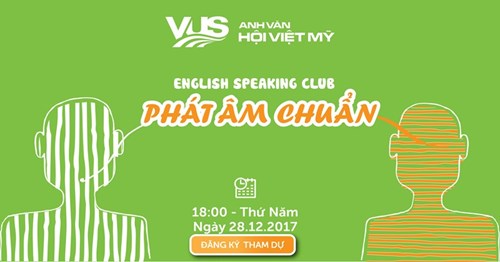 VUS
ANH VĂN
HỘI VIỆT MỸ
ENGLISH SPEAKING CLUB
PHÁT ÂM CHUẨN
18:00 - Thứ Năm
Ngày 28.12.2017
ĐĂNG KÝ THAM DỰ